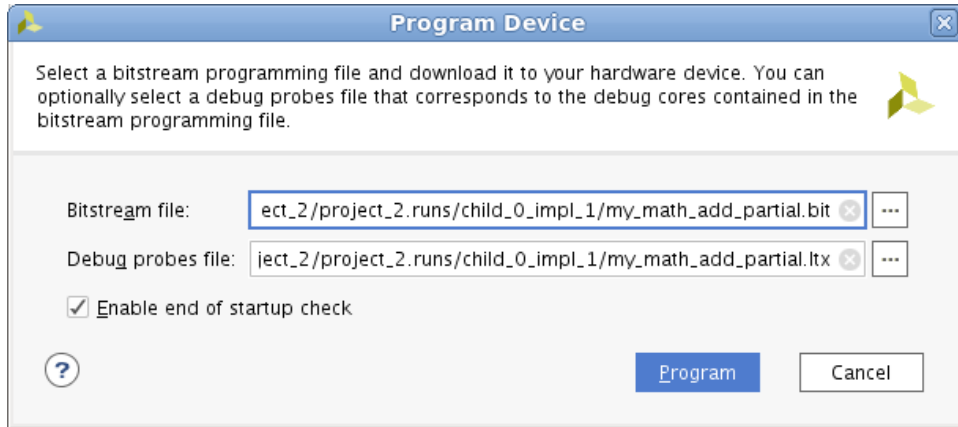 Program Device
Select a bitstream programming file and download it to your hardware device. You can
optionally select a debug probes file that corresponds to the debug cores contained in the
bitstream programming file.
Bitstream file: ect_2/project_2.runs/child_0_impl_1/my_math_add_partial.bit ...
Debug probes file: ject_2/project_2.runs/child_0_impl_1/my_math_add_partial.ltx ...
Enable end of startup check
? Program Cancel